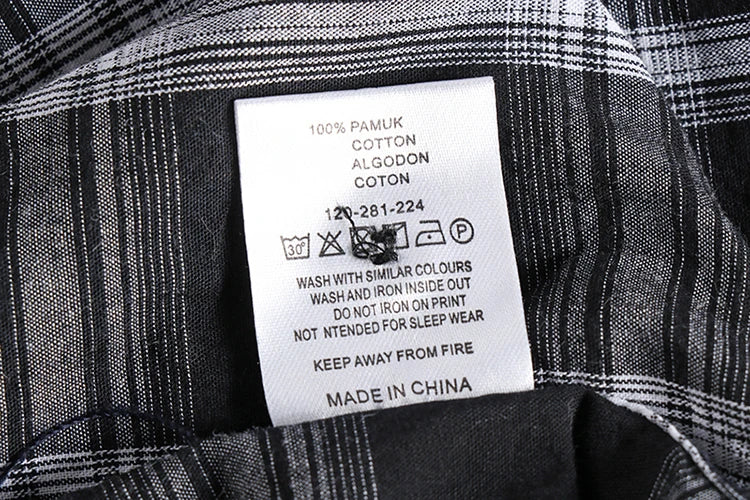 100% PAMUK
COTTON
ALGODON
COTON
120-281-224
30° P
WASH WITH SIMILAR COLOURS
WASH AND IRON INSIDE OUT
DO NOT IRON ON PRINT
NOT NTENDED FOR SLEEP WEAR
KEEP AWAY FROM FIRE
MADE IN CHINA